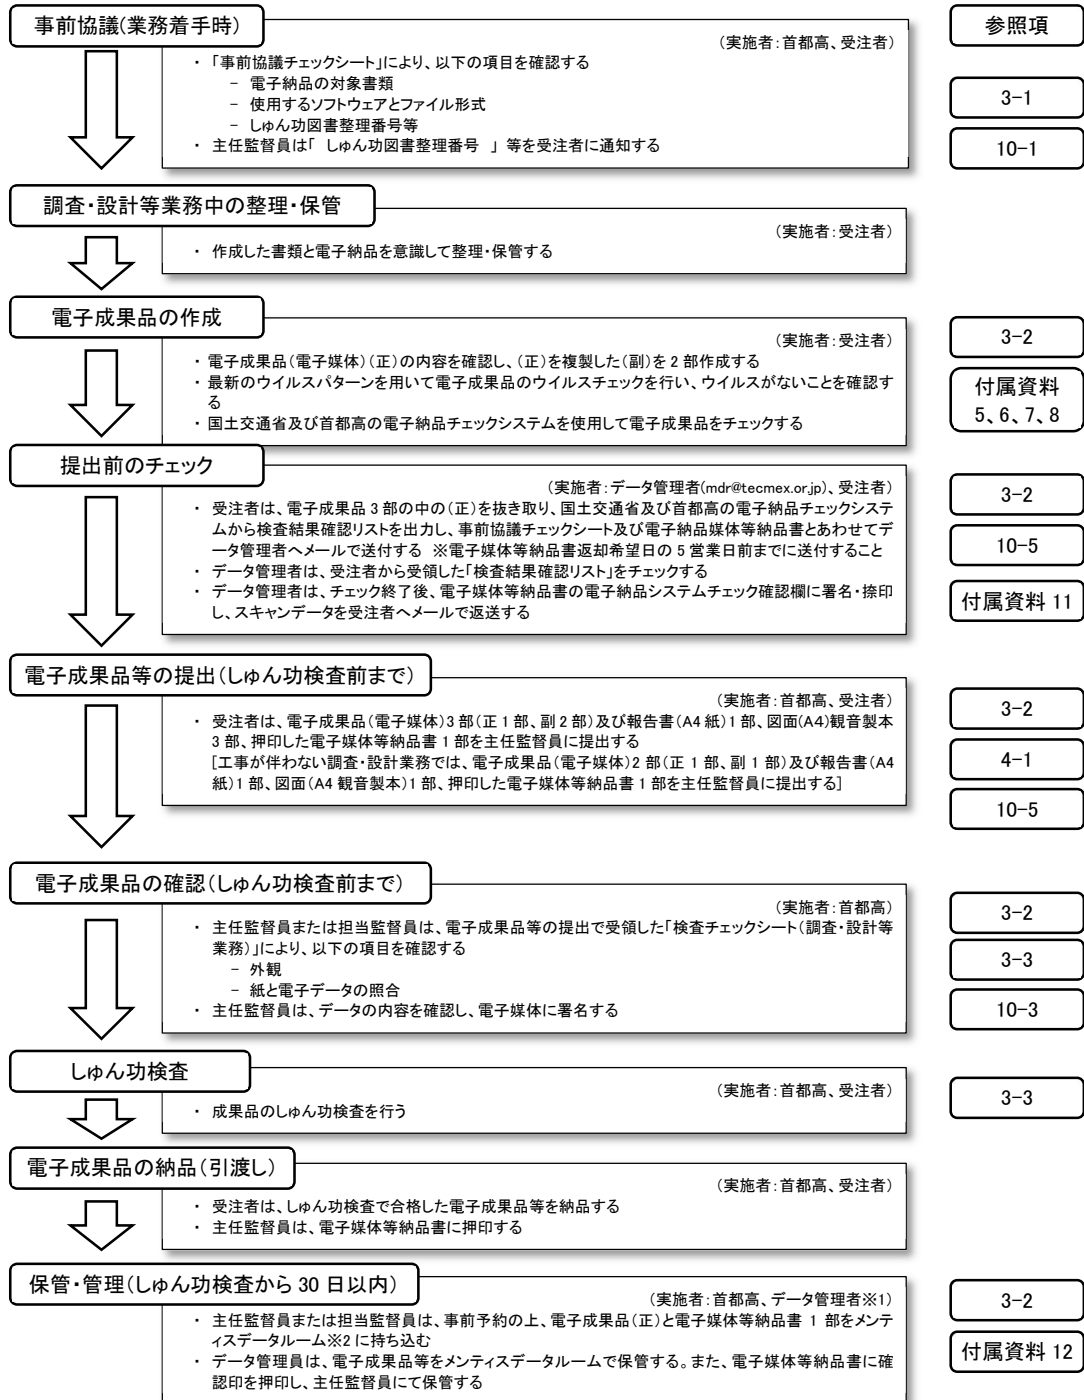 事前協議(業務着手時)
参照項
(実施者:首都高、受注者)
・ 「事前協議チェックシート」により、以下の項目を確認する
− 電子納品の対象書類
− 使用するソフトウェアとファイル形式
− しゅん功図書整理番号等
・ 主任監督員は「 しゅん功図書整理番号 」 等を受注者に通知する
3-1
10-1
調査・設計等業務中の整理・保管
(実施者:受注者)
・ 作成した書類と電子納品を意識して整理・保管する
電子成果品の作成
(実施者:受注者)
・ 電子成果品(電子媒体)(正)の内容を確認し、(正)を複製した(副)を 2 部作成する
・ 最新のウイルスパターンを用いて電子成果品のウイルスチェックを行い、ウイルスがないことを確認す
る
・ 国土交通省及び首都高の電子納品チェックシステムを使用して電子成果品をチェックする
3-2
付属資料
5、6、7、8
提出前のチェック
(実施者:データ管理者(mdr@tecmex.or.jp)、受注者)
・ 受注者は、電子成果品 3 部の中の(正)を抜き取り、国土交通省及び首都高の電子納品チェックシステ
ムから検査結果確認リストを出力し、事前協議チェックシート及び電子納品媒体等納品書とあわせてデ
ータ管理者へメールで送付する ※電子媒体等納品書返却希望日の 5 営業日前までに送付すること
・ データ管理者は、受注者から受領した「検査結果確認リスト」をチェックする
・ データ管理者は、チェック終了後、電子媒体等納品書の電子納品システムチェック確認欄に署名・捺印
し、スキャンデータを受注者へメールで返送する
3-2
10-5
付属資料 11
電子成果品等の提出(しゅん功検査前まで)
(実施者:首都高、受注者)
・ 受注者は、電子成果品(電子媒体)3 部(正 1 部、副 2 部)及び報告書(A4 紙)1 部、図面(A4)観音製本
3 部、押印した電子媒体等納品書 1 部を主任監督員に提出する
[工事が伴わない調査・設計業務では、電子成果品(電子媒体)2 部(正 1 部、副 1 部)及び報告書(A4
紙)1 部、図面(A4 観音製本)1 部、押印した電子媒体等納品書 1 部を主任監督員に提出する]
3-2
4-1
10-5
電子成果品の確認(しゅん功検査前まで)
(実施者:首都高)
・ 主任監督員または担当監督員は、電子成果品等の提出で受領した「検査チェックシート(調査・設計等
業務)」により、以下の項目を確認する
− 外観
− 紙と電子データの照合
・ 主任監督員は、データの内容を確認し、電子媒体に署名する
3-2
3-3
10-3
しゅん功検査
(実施者:首都高、受注者)
・ 成果品のしゅん功検査を行う
3-3
電子成果品の納品(引渡し)
(実施者:首都高、受注者)
・ 受注者は、しゅん功検査で合格した電子成果品等を納品する
・ 主任監督員は、電子媒体等納品書に押印する
保管・管理(しゅん功検査から 30 日以内)
(実施者:首都高、データ管理者※1)
・ 主任監督員または担当監督員は、事前予約の上、電子成果品(正)と電子媒体等納品書 1 部をメンテ
ィスデータルーム※2 に持ち込む
・ データ管理員は、電子成果品等をメンティスデータルームで保管する。また、電子媒体等納品書に確
認印を押印し、主任監督員にて保管する
3-2
付属資料 12